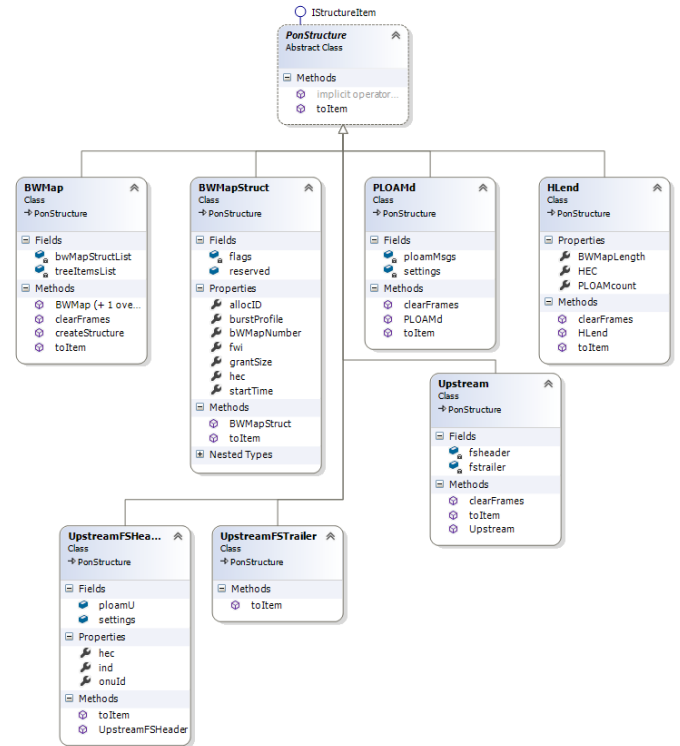 IStructureItem
PonStructure
Abstract Class
Methods
implicit operator...
toItem
BWMap
Class
PonStructure
Fields
bwMapStructList
treeItemsList
Methods
BWMap (+ 1 ove...
clearFrames
createStructure
toItem
BWMapStruct
Class
PonStructure
Fields
flags
reserved
Properties
allocID
burstProfile
bWMapNumber
fwi
grantSize
hec
startTime
Methods
BWMapStruct
toItem
Nested Types
PLOAMd
Class
PonStructure
Fields
ploamMsgs
settings
Methods
clearFrames
PLOAMd
toItem
HLend
Class
PonStructure
Properties
BWMapLength
HEC
PLOAMcount
Methods
clearFrames
HLend
toItem
Upstream
Class
PonStructure
Fields
fsheader
fstrailer
Methods
clearFrames
toItem
Upstream
UpstreamFSHea...
Class
PonStructure
Fields
ploamU
settings
Properties
hec
ind
onuId
Methods
toItem
UpstreamFSHeader
UpstreamFSTrailer
Class
PonStructure
Methods
toItem